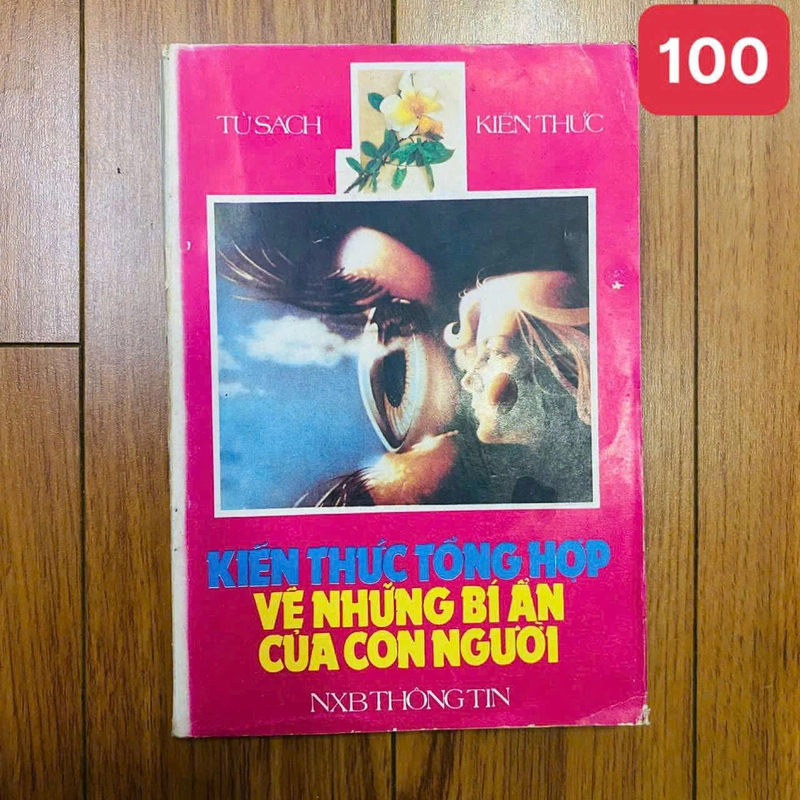 100
TỦ SÁCH KIẾN THỨC
KIẾN THỨC TỔNG HỢP
VỀ NHỮNG BÍ ẨN
CỦA CON NGƯỜI
NXB THÔNG TIN